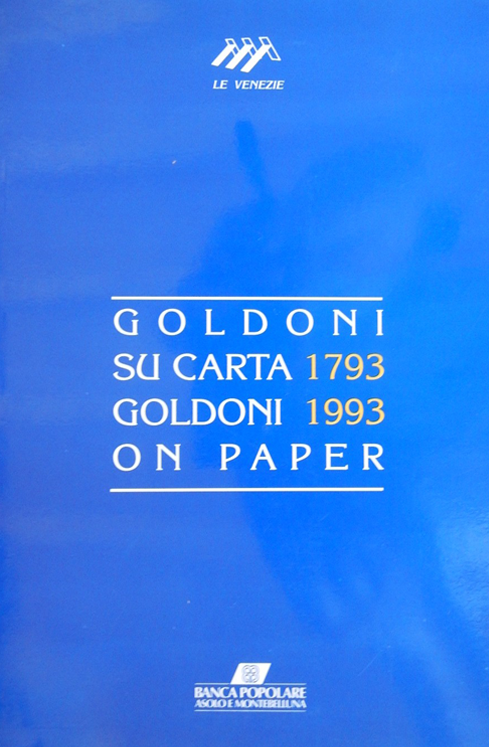 LE VENEZIE
GOLDONI
SU CARTA 1793
GOLDONI 1993
ON PAPER
BANCA POPOLARE
ASOLO E MONTEBELLUNA